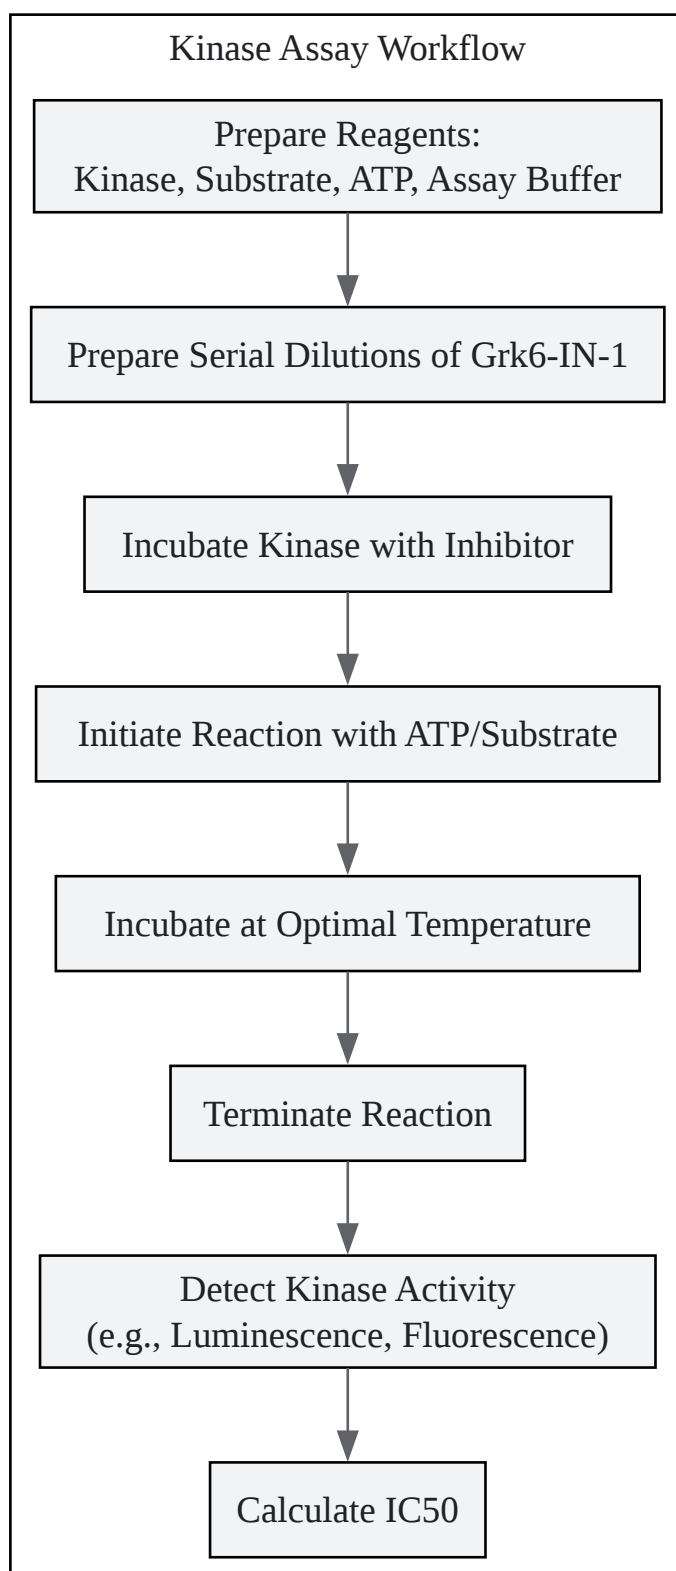 Kinase Assay Workflow
Prepare Reagents:
Kinase, Substrate, ATP, Assay Buffer
Prepare Serial Dilutions of Grk6-IN-1
Incubate Kinase with Inhibitor
Initiate Reaction with ATP/Substrate
Incubate at Optimal Temperature
Terminate Reaction
Detect Kinase Activity
(e.g., Luminescence, Fluorescence)
Calculate IC50